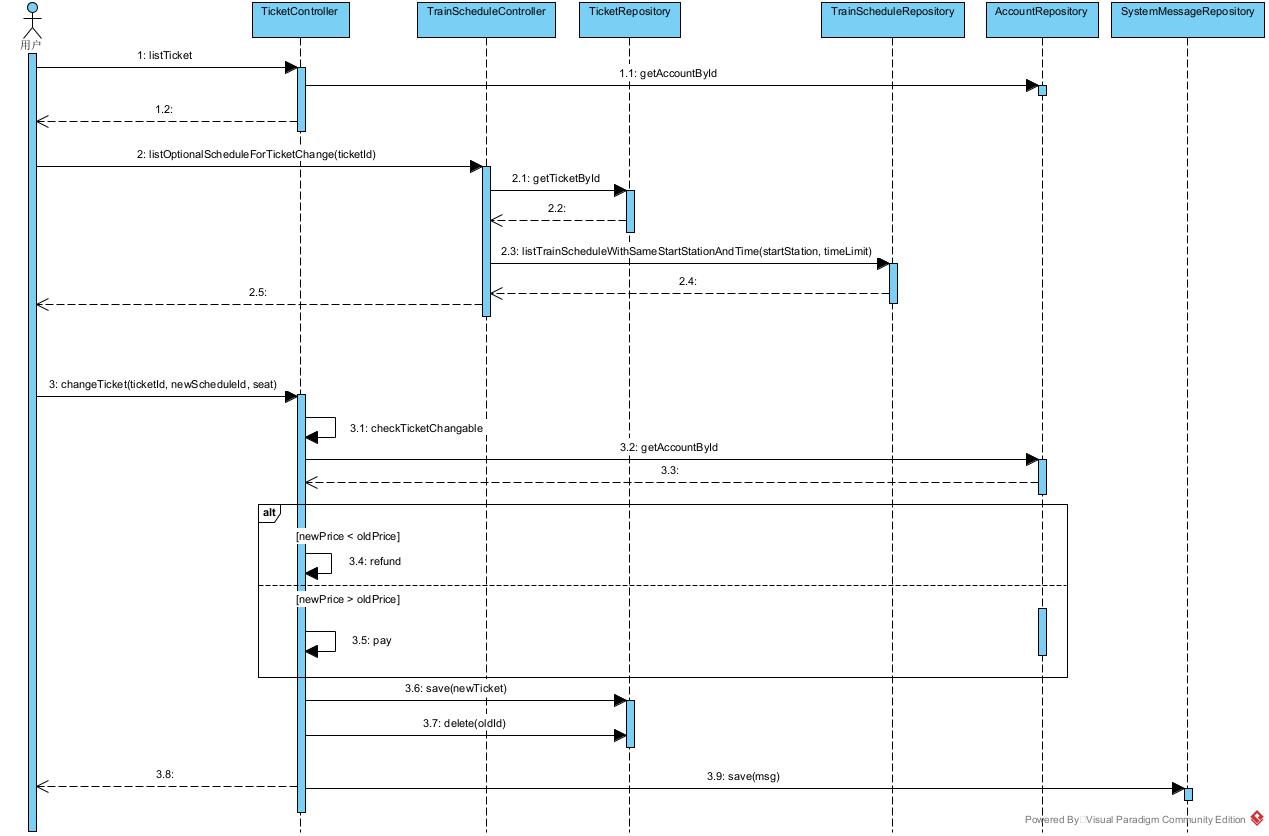 TicketController
TrainScheduleController
TicketRepository
TrainScheduleRepository
AccountRepository
SystemMessageRepository
用户
1: listTicket
1.1: getAccountById
1.2:
2: listOptionalScheduleForTicketChange(ticketId)
2.1: getTicketById
2.2:
2.3: listTrainScheduleWithSameStartStationAndTime(startStation, timeLimit)
2.4:
2.5:
3: changeTicket(ticketId, newScheduleId, seat)
3.1: checkTicketChangable
3.2: getAccountById
3.3:
alt
[newPrice < oldPrice]
3.4: refund
[newPrice > oldPrice]
3.5: pay
3.6: save(newTicket)
3.7: delete(oldId)
3.8:
3.9: save(msg)
Powered By Visual Paradigm Community Edition